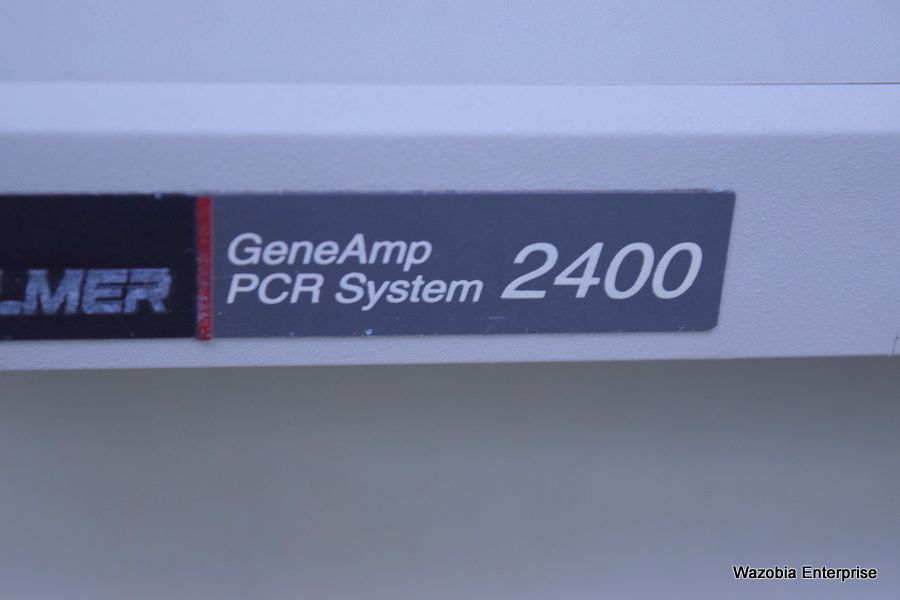 LMER
GeneAmp
PCR System 2400
Wazobia Enterprise